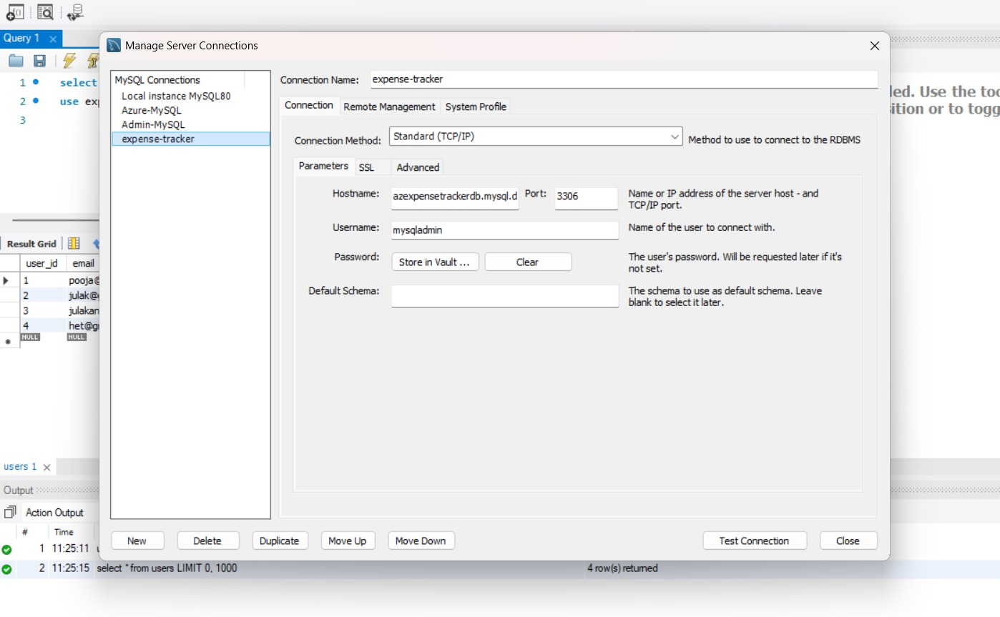 Query 1
Manage Server Connections
1 select
2 use exp
3
led. Use the too
ition or to togg
MySQL Connections
Local instance MySQL80
Azure-MySQL
Admin-MySQL
expense-tracker
Connection Name: expense-tracker
Connection Remote Management System Profile
Connection Method: Standard (TCP/IP) Method to use to connect to the RDBMS
Parameters SSL Advanced
Hostname: azexpensetrackerdb.mysql.d Port: 3306 Name or IP address of the server host - and
TCP/IP port.
Username: mysqladmin Name of the user to connect with.
Password: Store in Vault ... Clear The user's password. Will be requested later if it's
not set.
Default Schema: The schema to use as default schema. Leave
blank to select it later.
Result Grid
user_id email
1 pooja@
2 julak@g
3 julakan
4 het@gr
NULL NULL
users 1
Output
Action Output
# Time
New Delete Duplicate Move Up Move Down Test Connection Close
1 11:25:11 u
2 11:25:15 select * from users LIMIT 0, 1000 4 row(s) returned